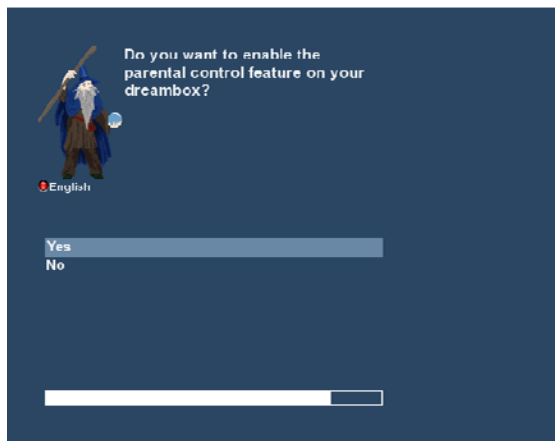 Do you want to enable the
parental control feature on your
dreambox?
English
Yes
No